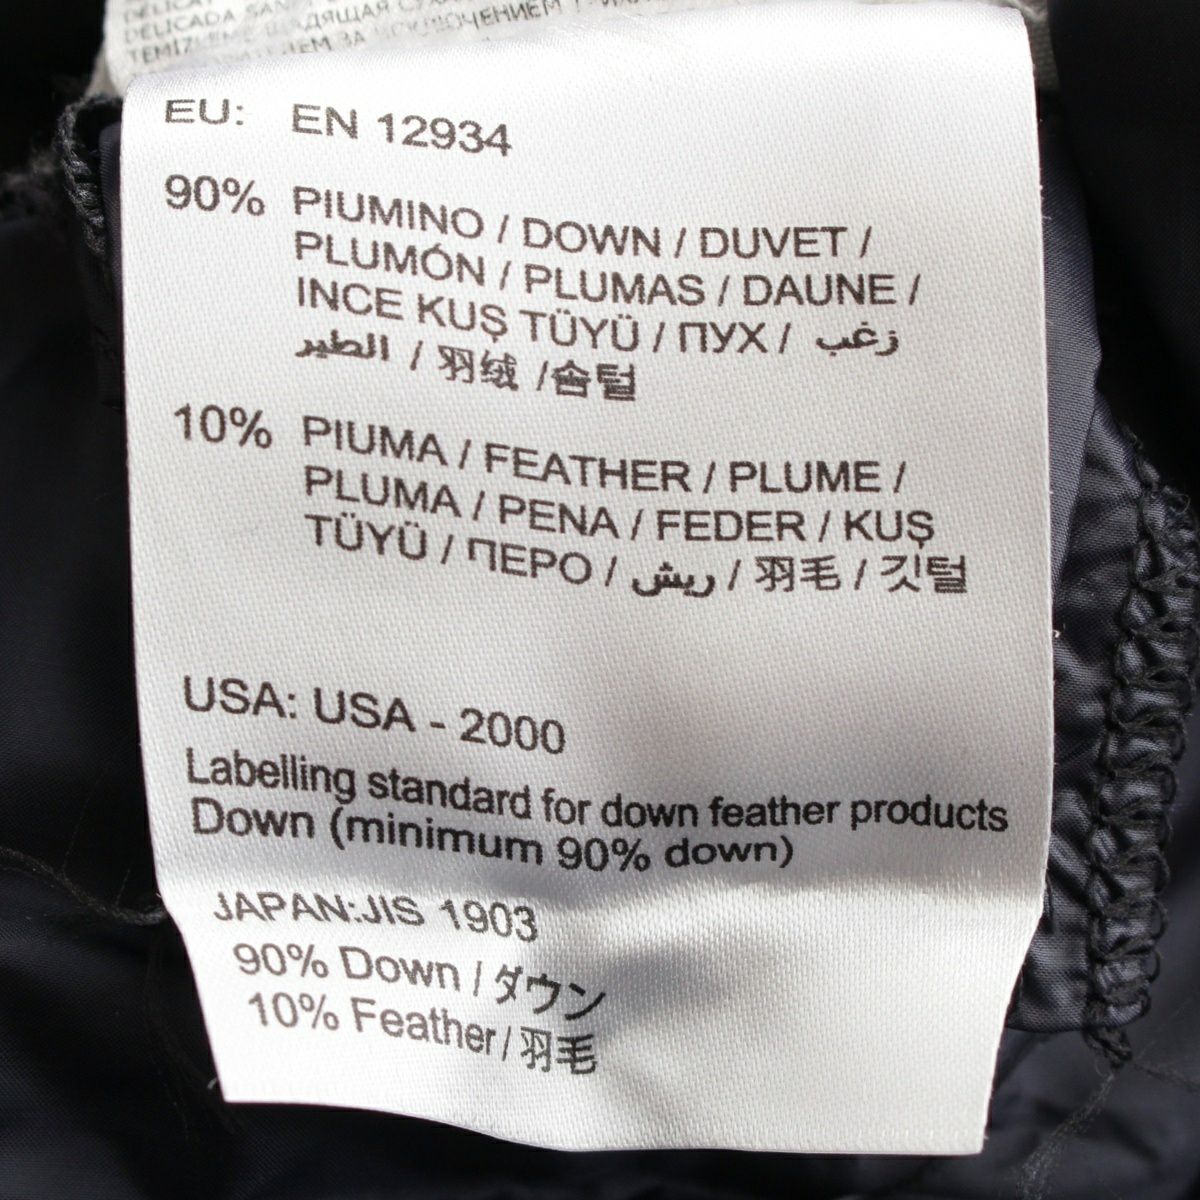 DELICADA
EU: EN 12934
90% PIUMINO / DOWN / DUVET /
PLUMÓN / PLUMAS / DAUNE /
INCE KUŞ TÜYÜ / ПУХ / زغب
الطير / 羽绒 / 솜털
10% PIUMA / FEATHER / PLUME /
PLUMA / PENA / FEDER / KUŞ
TÜYÜ / ПЕРО / ريش / 羽毛 / 깃털
USA: USA - 2000
Labelling standard for down feather products
Down (minimum 90% down)
JAPAN:JIS 1903
90% Down / ダウン
10% Feather/ 羽毛